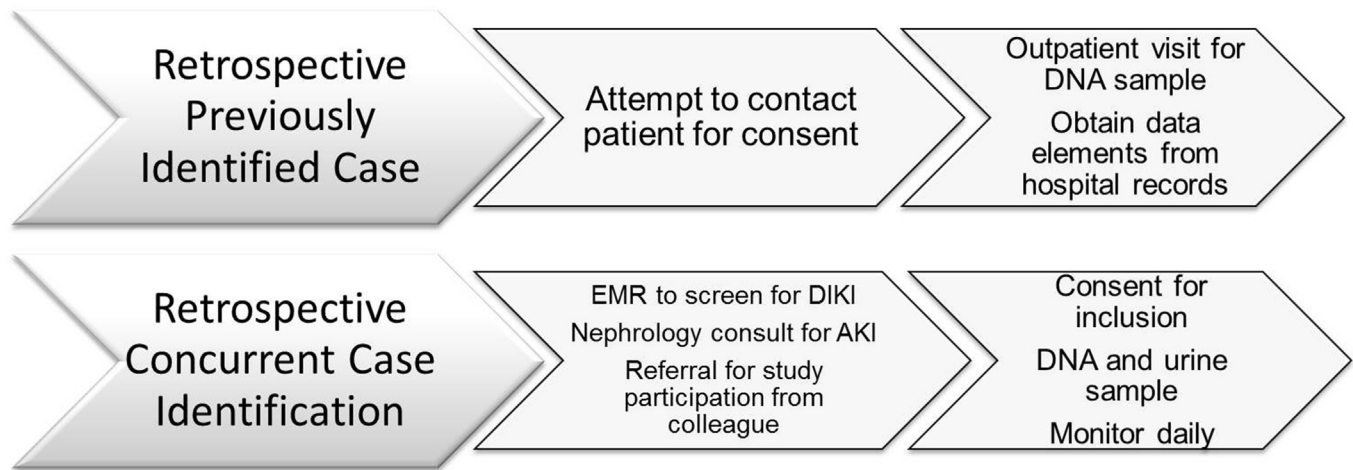 Retrospective
Previously
Identified Case
Attempt to contact
patient for consent
Outpatient visit for
DNA sample
Obtain data
elements from
hospital records
Retrospective
Concurrent Case
Identification
EMR to screen for DIKI
Nephrology consult for AKI
Referral for study
participation from
colleague
Consent for
inclusion
DNA and urine
sample
Monitor daily